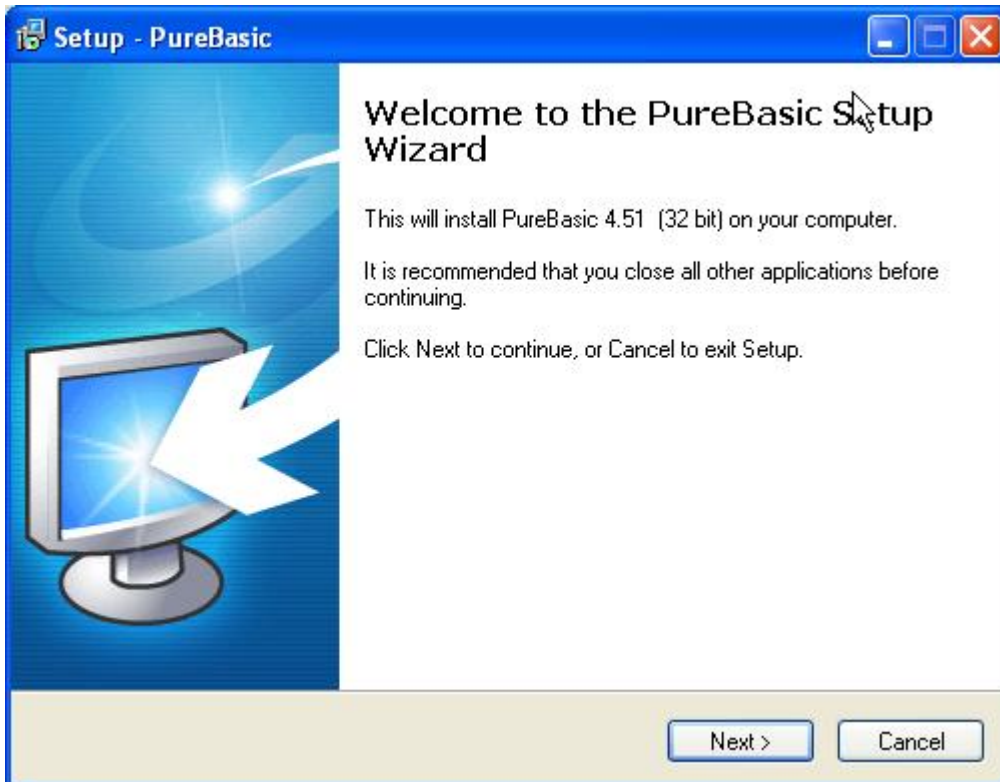 Setup - PureBasic
Welcome to the PureBasic Setup
Wizard
This will install PureBasic 4.51 (32 bit) on your computer.
It is recommended that you close all other applications before
continuing.
Click Next to continue, or Cancel to exit Setup.
Next >
Cancel